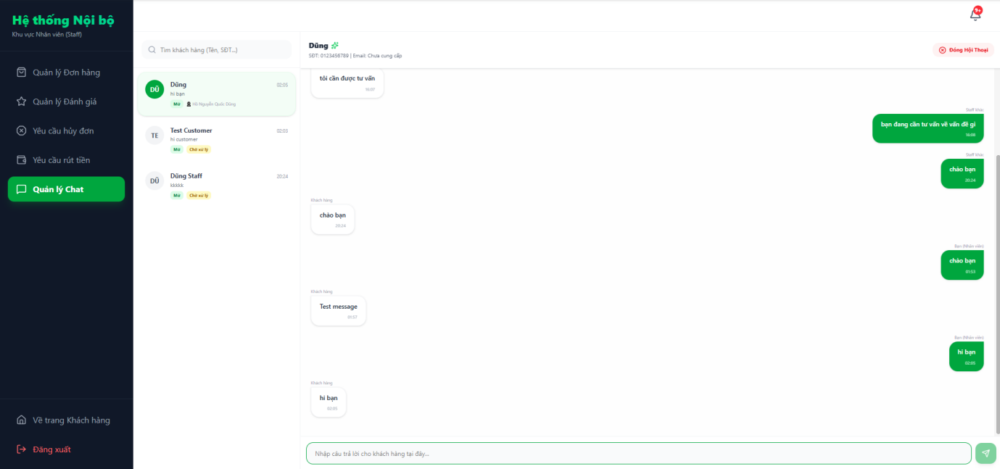 Hệ thống Nội bộ
Khu vực Nhân viên (Staff)
Quản lý Đơn hàng
Quản lý Đánh giá
Yêu cầu hủy đơn
Yêu cầu rút tiền
Quản lý Chat
Về trang Khách hàng
Đăng xuất
9+
Tìm khách hàng (Tên, SĐT...)
DŨ
Dũng
02:05
hi bạn
Mở
Hồ Nguyễn Quốc Dũng
TE
Test Customer
02:03
hi customer
Mở
Chờ xử lý
DŨ
Dũng Staff
20:24
kkkkk
Mở
Chờ xử lý
Dũng
SĐT: 0123456789 | Email: Chưa cung cấp
Đóng Hội Thoại
tôi cần được tư vấn
16:07
Staff khác
bạn đang cần tư vấn về vấn đề gì
16:08
Staff khác
chào bạn
20:24
Khách hàng
chào bạn
20:24
Bạn (Nhân viên)
chào bạn
01:53
Khách hàng
Test message
01:57
Bạn (Nhân viên)
hi bạn
02:05
Khách hàng
hi bạn
02:05
Nhập câu trả lời cho khách hàng tại đây...